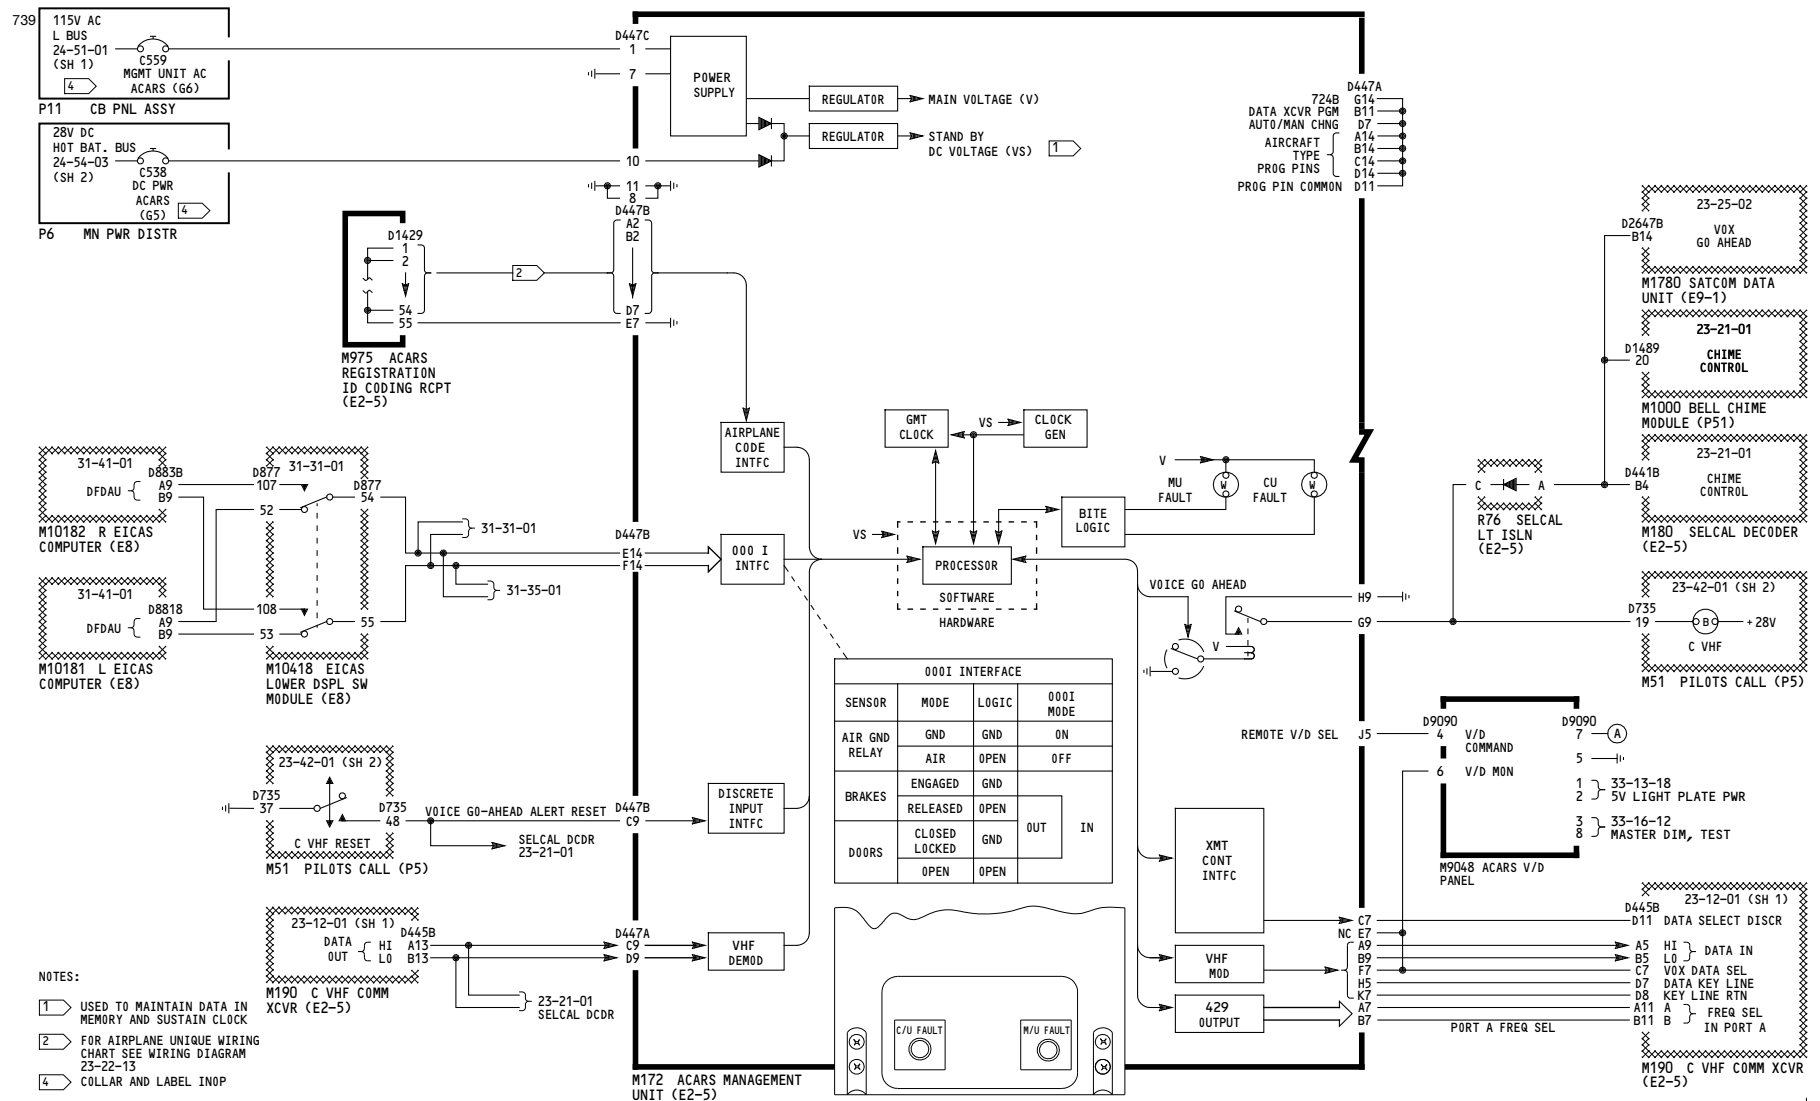 739
115V AC
L BUS
24-51-01
(SH 1)
C559
MGMT UNIT AC
ACARS (G6)
4
P11 CB PNL ASSY
28V DC
HOT BAT. BUS
24-54-03
(SH 2)
C538
DC PWR
ACARS
(G5)
4
P6 MN PWR DISTR
D447C
1
7
10
11
8
POWER
SUPPLY
REGULATOR
MAIN VOLTAGE (V)
REGULATOR
STAND BY
DC VOLTAGE (VS)
1
D447A
724B G14
DATA XCVR PGM B11
AUTO/MAN CHNG D7
AIRCRAFT
TYPE
PROG PINS
A14
B14
C14
D14
PROG PIN COMMON D11
D1429
1
2
54
55
2
D447B
A2
B2
D7
E7
M975 ACARS
REGISTRATION
ID CODING RCPT
(E2-5)
23-25-02
D2647B
B14
VOX
GO AHEAD
M1780 SATCOM DATA
UNIT (E9-1)
23-21-01
D1489
20
CHIME
CONTROL
M1000 BELL CHIME
MODULE (P51)
23-21-01
D441B
B4
CHIME
CONTROL
M180 SELCAL DECODER
(E2-5)
C A
R76 SELCAL
LT ISLN
(E2-5)
23-42-01 (SH 2)
D735
19
B
+28V
C VHF
M51 PILOTS CALL (P5)
AIRPLANE
CODE
INTFC
GMT
CLOCK
VS
CLOCK
GEN
V
MU
FAULT
W
CU
FAULT
W
BITE
LOGIC
VS
PROCESSOR
SOFTWARE
HARDWARE
31-41-01
D883B
DFDAU
A9
B9
M10182 R EICAS
COMPUTER (E8)
31-41-01
D8818
DFDAU
A9
B9
M10181 L EICAS
COMPUTER (E8)
D877
31-31-01
107
52
D877
54
108
53
55
M10418 EICAS
LOWER DSPL SW
MODULE (E8)
31-31-01
31-35-01
D447B
E14
F14
OOO I
INTFC
VOICE GO AHEAD
V
H9
G9
OOOI INTERFACE
SENSOR MODE LOGIC OOOI
MODE
AIR GND
RELAY
GND GND ON
AIR OPEN OFF
BRAKES
ENGAGED GND
RELEASED OPEN
DOORS
CLOSED
LOCKED
GND
OPEN OPEN
OUT
IN
23-42-01 (SH 2)
D735
37
D735
48
C VHF RESET
M51 PILOTS CALL (P5)
VOICE GO-AHEAD ALERT RESET
D447B
C9
SELCAL DCDR
23-21-01
DISCRETE
INPUT
INTFC
23-12-01 (SH 1)
DATA
OUT
HI
LO
D445B
A13
B13
M190 C VHF COMM
XCVR (E2-5)
23-21-01
SELCAL DCDR
D447A
C9
D9
VHF
DEMOD
C/U FAULT
M/U FAULT
M172 ACARS MANAGEMENT
UNIT (E2-5)
REMOTE V/D SEL J5
D9090
4
V/D
COMMAND
6 V/D MON
D9090
7
A
5
1
2
33-13-18
5V LIGHT PLATE PWR
3
8
33-16-12
MASTER DIM, TEST
M9048 ACARS V/D
PANEL
XMT
CONT
INTFC
VHF
MOD
429
OUTPUT
C7
NC E7
A9
B9
F7
H5
K7
A7
B7
PORT A FREQ SEL
23-12-01 (SH 1)
D445B
D11 DATA SELECT DISCR
A5 HI
B5 LO
DATA IN
C7 VOX DATA SEL
D7 DATA KEY LINE
D8 KEY LINE RTN
A11 A
B11 B
FREQ SEL
IN PORT A
M190 C VHF COMM XCVR
(E2-5)
NOTES:
1 USED TO MAINTAIN DATA IN
MEMORY AND SUSTAIN CLOCK
2 FOR AIRPLANE UNIQUE WIRING
CHART SEE WIRING DIAGRAM
23-22-13
4 COLLAR AND LABEL INOP